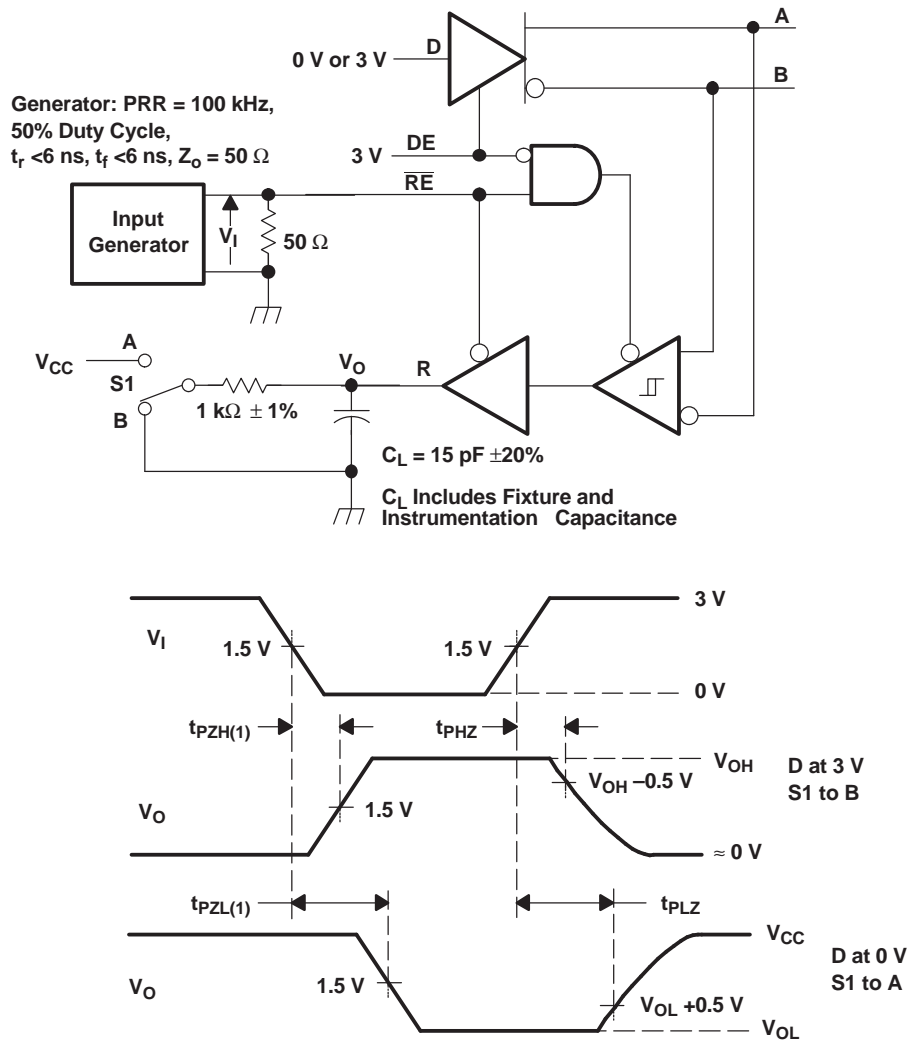 A
D
0 V or 3 V
B
Generator: PRR = 100 kHz,
50% Duty Cycle,
t_r <6 ns, t_f <6 ns, Z_o = 50 Ω
DE
3 V
R̅E̅
Input
Generator
V_I
50 Ω
A
V_CC
S1
B
1 kΩ ± 1%
V_O
R
C_L = 15 pF ±20%
C_L Includes Fixture and
Instrumentation Capacitance
3 V
V_I
1.5 V
1.5 V
0 V
t_PZH(1)
t_PHZ
V_OH
D at 3 V
S1 to B
V_OH −0.5 V
1.5 V
V_O
≈ 0 V
t_PZL(1)
t_PLZ
V_CC
D at 0 V
S1 to A
V_O
1.5 V
V_OL +0.5 V
V_OL